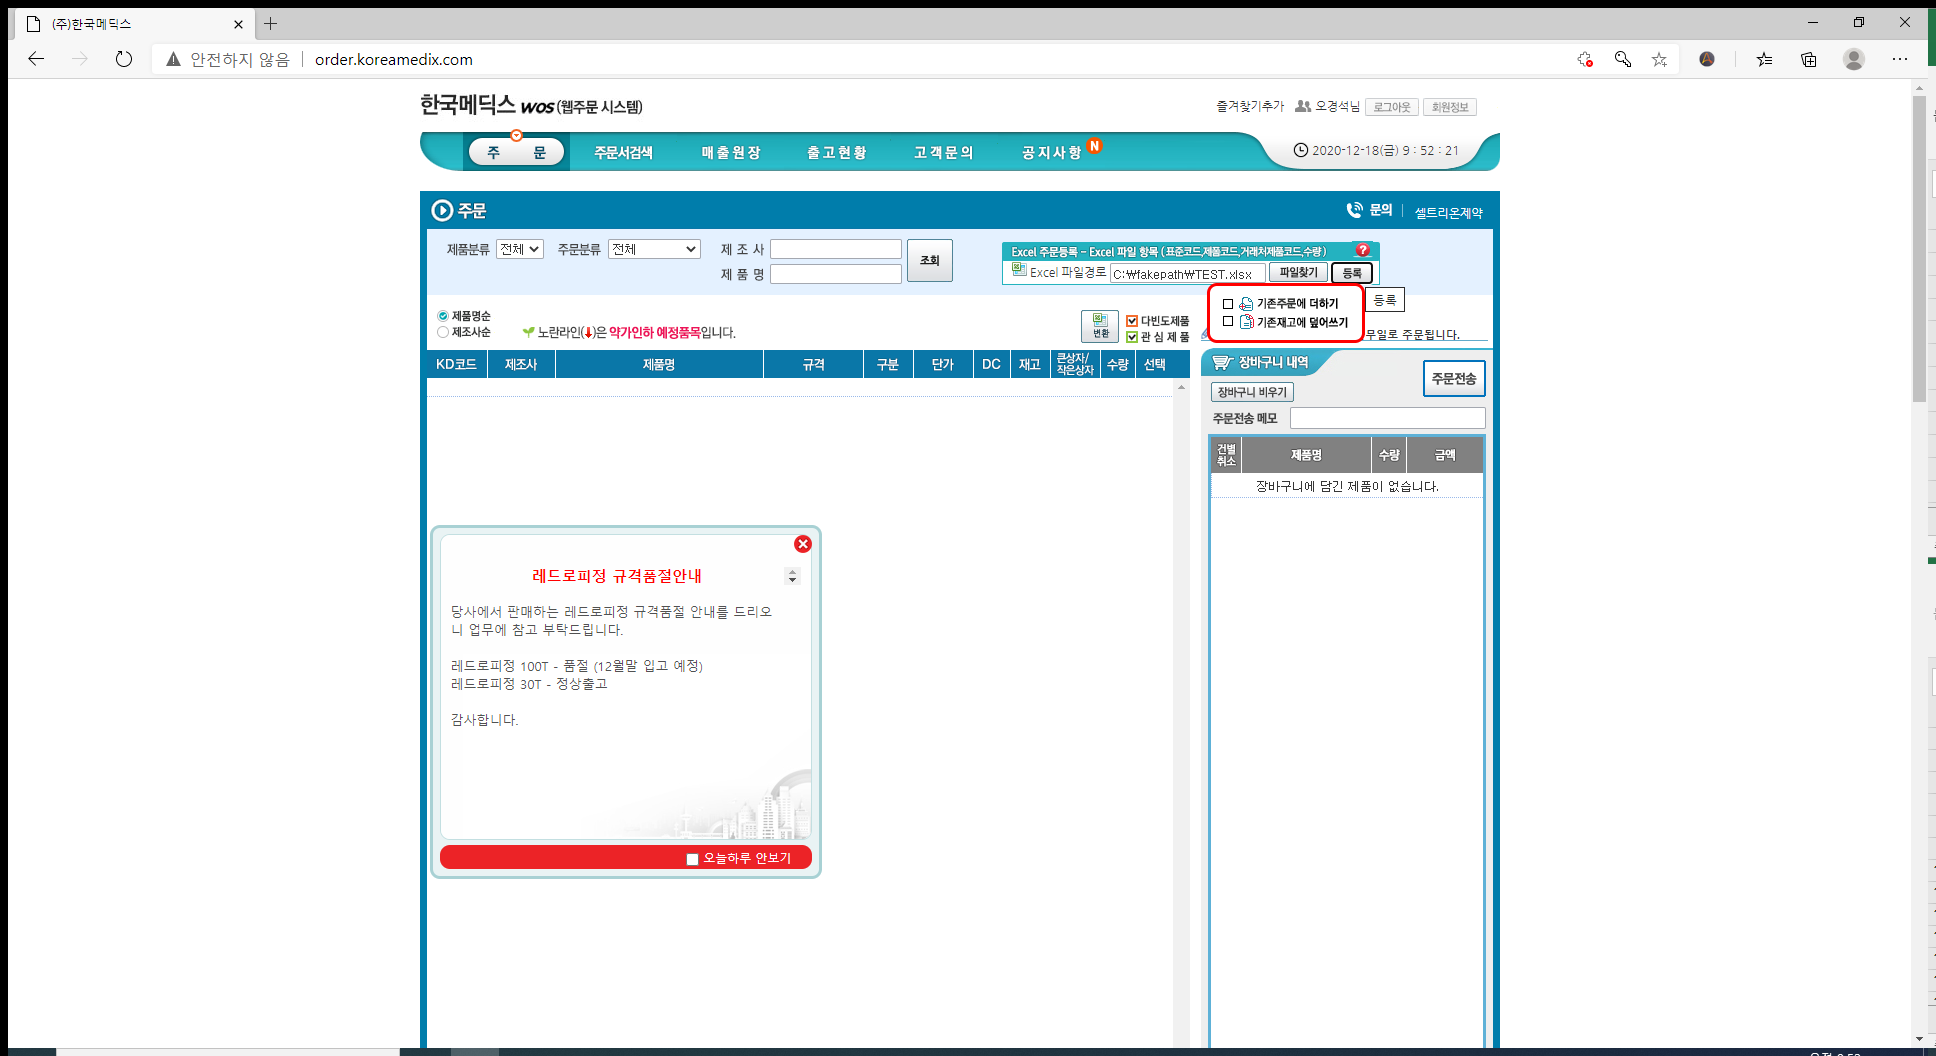 (주)한국메딕스
안전하지 않음
order.koreamedix.com
한국메딕스 WOS (웹주문 시스템)
즐겨찾기추가
오경석님
로그아웃
회원정보
주 문
주문서검색
매출원장
출고현황
고객문의
공지사항
N
2020-12-18(금) 9 : 52 : 21
주문
문의
셀트리온제약
제품분류
전체
주문분류
전체
제 조 사
제 품 명
조회
Excel 주문등록 - Excel 파일 항목 (표준코드,제품코드,거래처제품코드,수량)
?
Excel 파일경로
C:₩fakepath₩TEST.xlsx
파일찾기
등록
기존주문에 더하기
기존재고에 덮어쓰기
등록
제품명순
제조사순
노란라인(↓)은 약가인하 예정품목입니다.
변환
다빈도제품
관 심 제 품
무일로 주문됩니다.
KD코드
제조사
제품명
규격
구분
단가
DC
재고
큰상자/
작은상자
수량
선택
장바구니 내역
장바구니 비우기
주문전송
주문전송 메모
건별
취소
제품명
수량
금액
장바구니에 담긴 제품이 없습니다.
레드로피정 규격품절안내
당사에서 판매하는 레드로피정 규격품절 안내를 드리오
니 업무에 참고 부탁드립니다.
레드로피정 100T - 품절 (12월말 입고 예정)
레드로피정 30T - 정상출고
감사합니다.
오늘하루 안보기